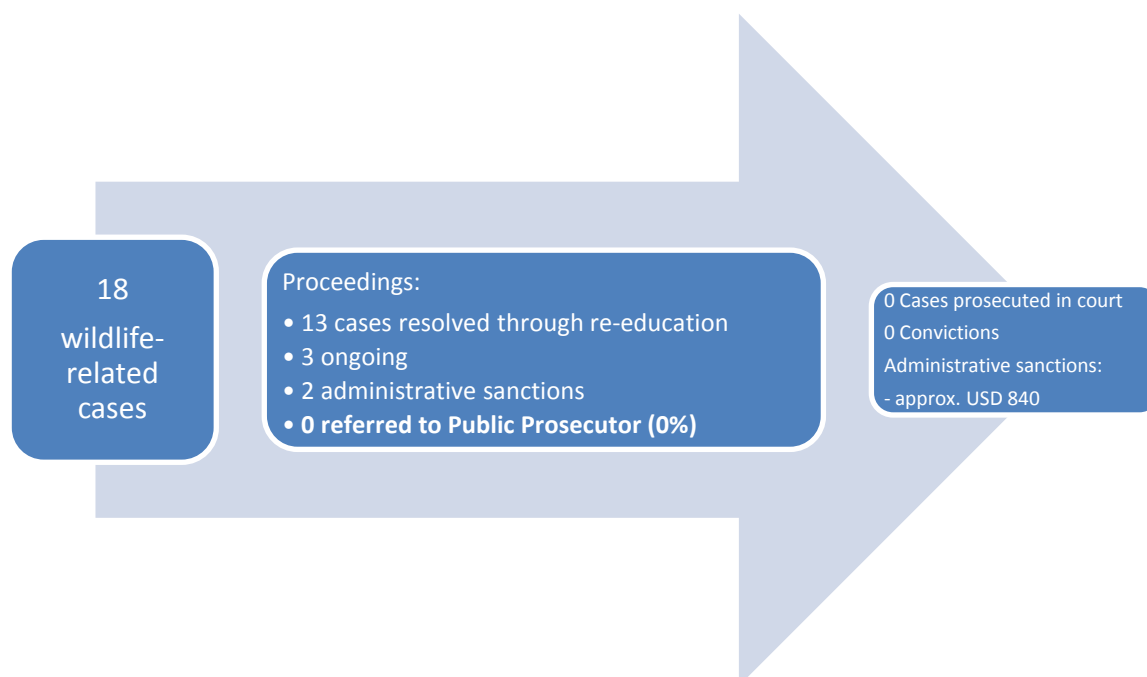 18
wildlife-
related
cases
Proceedings:
• 13 cases resolved through re-education
• 3 ongoing
• 2 administrative sanctions
• 0 referred to Public Prosecutor (0%)
0 Cases prosecuted in court
0 Convictions
Administrative sanctions:
- approx. USD 840